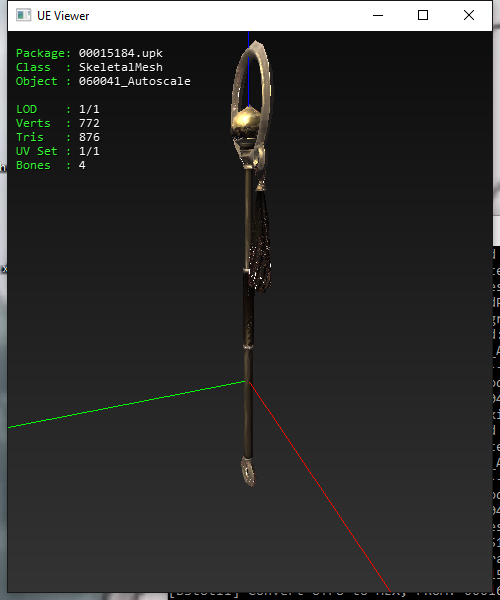 UE Viewer
Package: 00015184.upk
Class : SkeletalMesh
Object : 060041_Autoscale
LOD : 1/1
Verts : 772
Tris : 876
UV Set : 1/1
Bones : 4